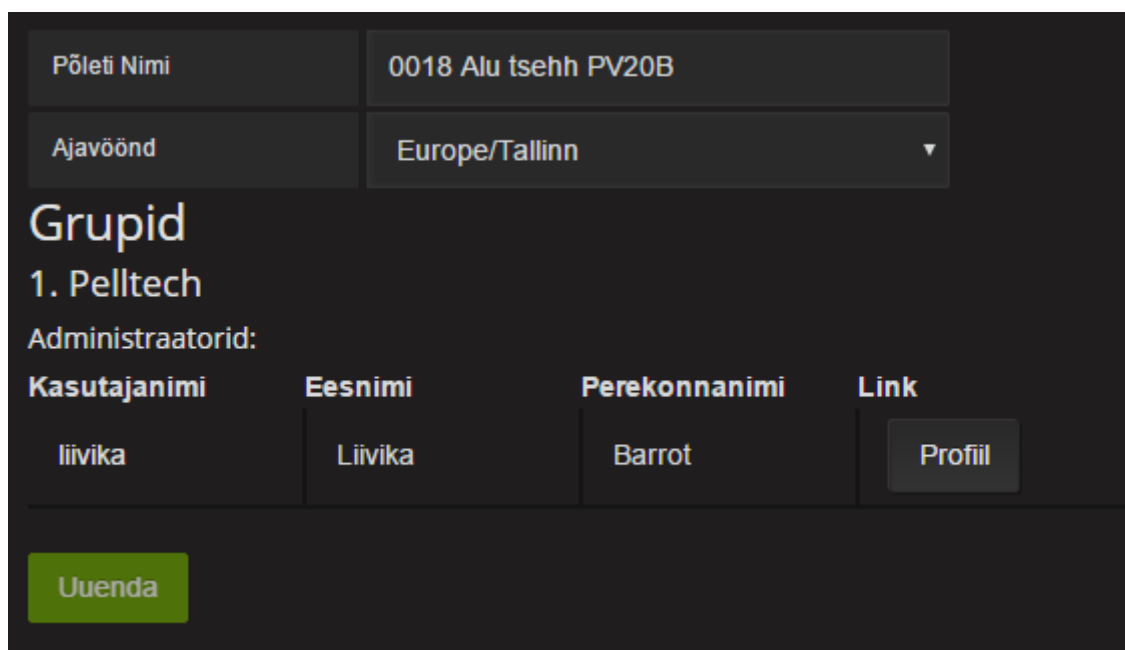 Põleti Nimi 0018 Alu tsehh PV20B
Ajavöönd Europe/Tallinn
Grupid
1. Pelltech
Administraatorid:
Kasutajanimi Eesnimi Perekonnanimi Link
liivika Liivika Barrot Profiil
Uuenda